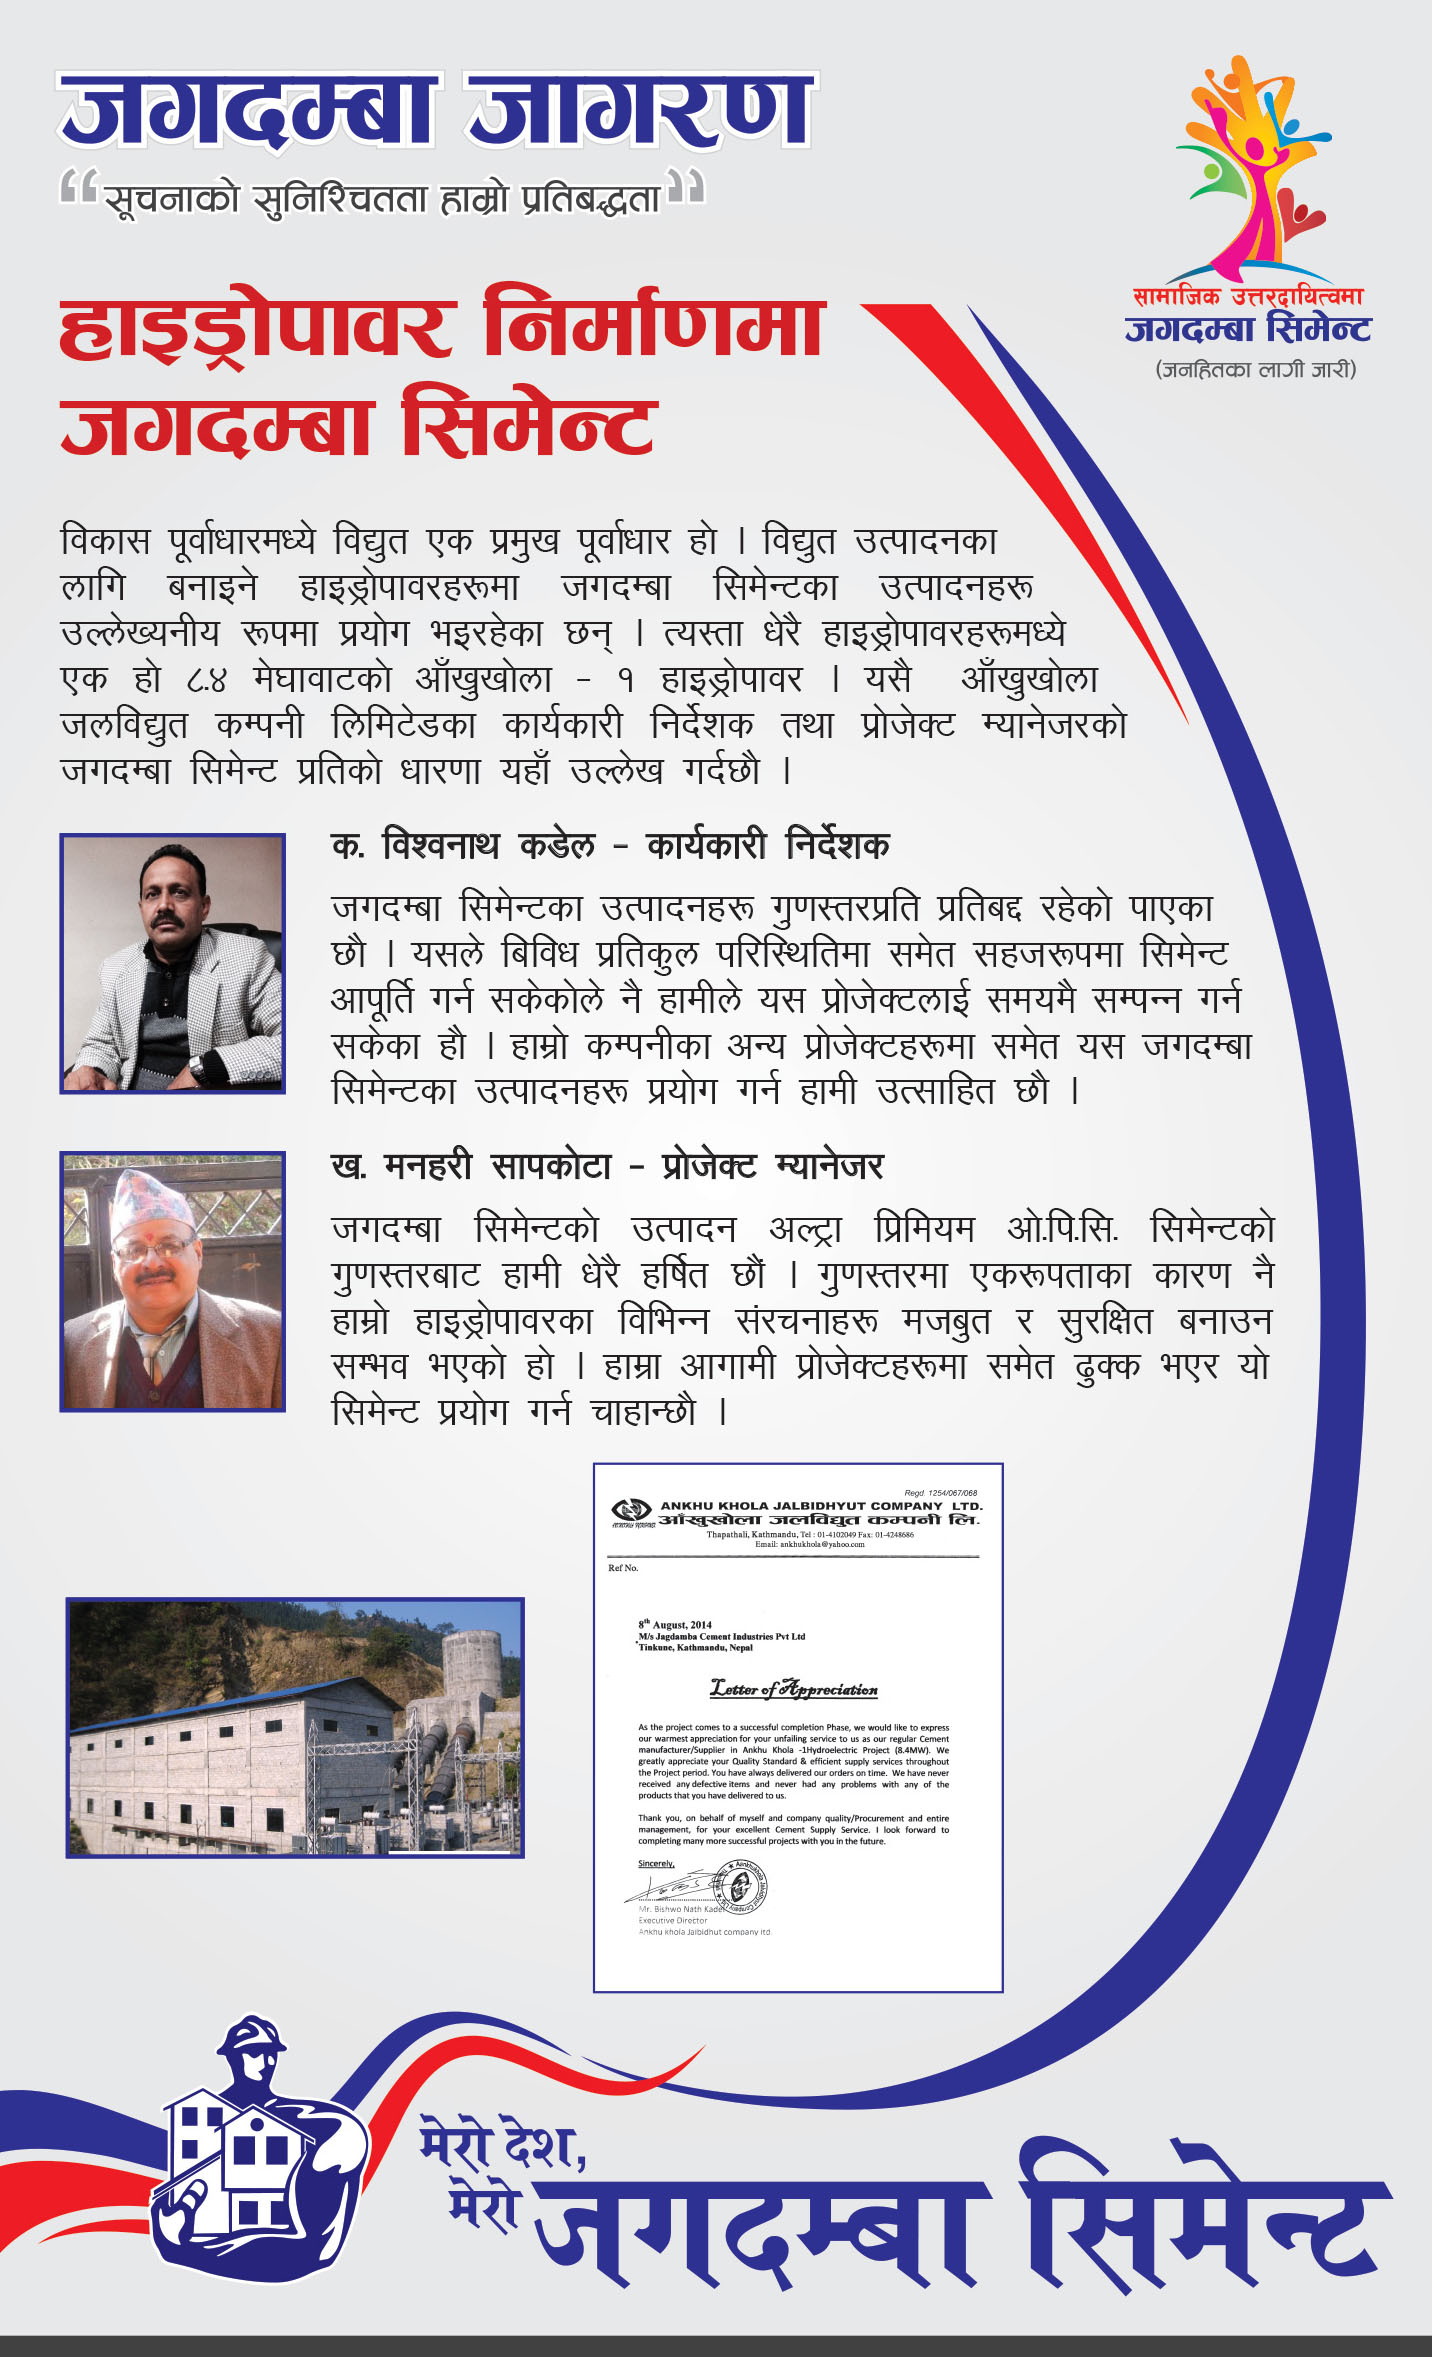 जगदम्बा जागरण
“सूचनाको सुनिश्चितता हाम्रो प्रतिबद्धता”
सामाजिक उत्तरदायित्वमा
जगदम्बा सिमेन्ट
(जनहितका लागी जारी)
हाइड्रोपावर निर्माणमा
जगदम्बा सिमेन्ट
विकास पूर्वाधारमध्ये विद्युत एक प्रमुख पूर्वाधार हो । विद्युत उत्पादनका
लागि बनाइने हाइड्रोपावरहरूमा जगदम्बा सिमेन्टका उत्पादनहरू
उल्लेख्यनीय रूपमा प्रयोग भइरहेका छन् । त्यस्ता धेरै हाइड्रोपावरहरूमध्ये
एक हो ८.४ मेघावाटको आँखुखोला - १ हाइड्रोपावर । यसै आँखुखोला
जलविद्युत कम्पनी लिमिटेडका कार्यकारी निर्देशक तथा प्रोजेक्ट म्यानेजरको
जगदम्बा सिमेन्ट प्रतिको धारणा यहाँ उल्लेख गर्दछौ ।
क. विश्वनाथ कडेल - कार्यकारी निर्देशक
जगदम्बा सिमेन्टका उत्पादनहरू गुणस्तरप्रति प्रतिबद्द रहेको पाएका
छौ । यसले बिविध प्रतिकुल परिस्थितिमा समेत सहजरूपमा सिमेन्ट
आपूर्ति गर्न सकेकोले नै हामीले यस प्रोजेक्टलाई समयमै सम्पन्न गर्न
सकेका हौ । हाम्रो कम्पनीका अन्य प्रोजेक्टहरूमा समेत यस जगदम्बा
सिमेन्टका उत्पादनहरू प्रयोग गर्न हामी उत्साहित छौ ।
ख. मनहरी सापकोटा - प्रोजेक्ट म्यानेजर
जगदम्बा सिमेन्टको उत्पादन अल्ट्रा प्रिमियम ओ.पि.सि. सिमेन्टको
गुणस्तरबाट हामी धेरै हर्षित छौं । गुणस्तरमा एकरूपताका कारण नै
हाम्रो हाइड्रोपावरका विभिन्न संरचनाहरू मजबुत र सुरक्षित बनाउन
सम्भव भएको हो । हाम्रा आगामी प्रोजेक्टहरूमा समेत ढुक्क भएर यो
सिमेन्ट प्रयोग गर्न चाहान्छौ ।
Regd. 1254/067/068
ANKHU KHOLA JALBIDHYUT COMPANY LTD.
आँखुखोला जलविद्युत कम्पनी लि.
Thapathali, Kathmandu, Tel : 01-4102049 Fax: 01-4248686
Email: ankhukhola@yahoo.com
Ref No.
8th August, 2014
M/s Jagdamba Cement Industries Pvt Ltd
Tinkune, Kathmandu, Nepal
Letter of Appreciation
As the project comes to a successful completion Phase, we would like to express
our warmest appreciation for your unfailing service to us as our regular Cement
manufacturer/Supplier in Ankhu Khola -1Hydroelectric Project (8.4MW). We
greatly appreciate your Quality Standard & efficient supply services throughout
the Project period. You have always delivered our orders on time. We have never
received any defective items and never had any problems with any of the
products that you have delivered to us.
Thank you, on behalf of myself and company quality/Procurement and entire
management, for your excellent Cement Supply Service. I look forward to
completing many more successful projects with you in the future.
Sincerely,
Mr. Bishwo Nath Kadel
Executive Director
Ankhu khola Jalbidhut company ltd.
मेरो देश,
मेरो जगदम्बा सिमेन्ट